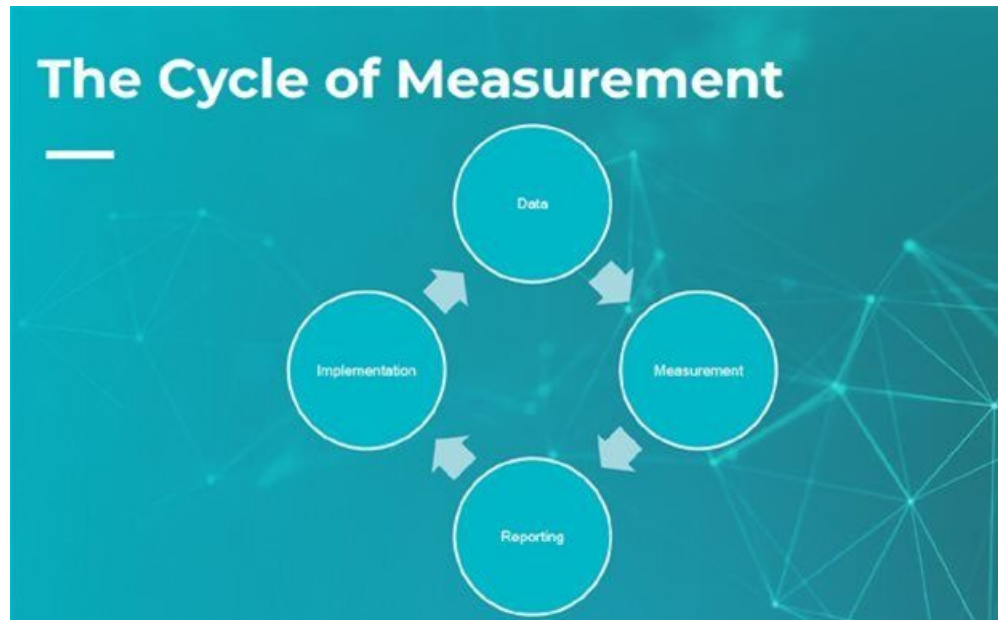 The Cycle of Measurement
Data
Implementation
Measurement
Reporting